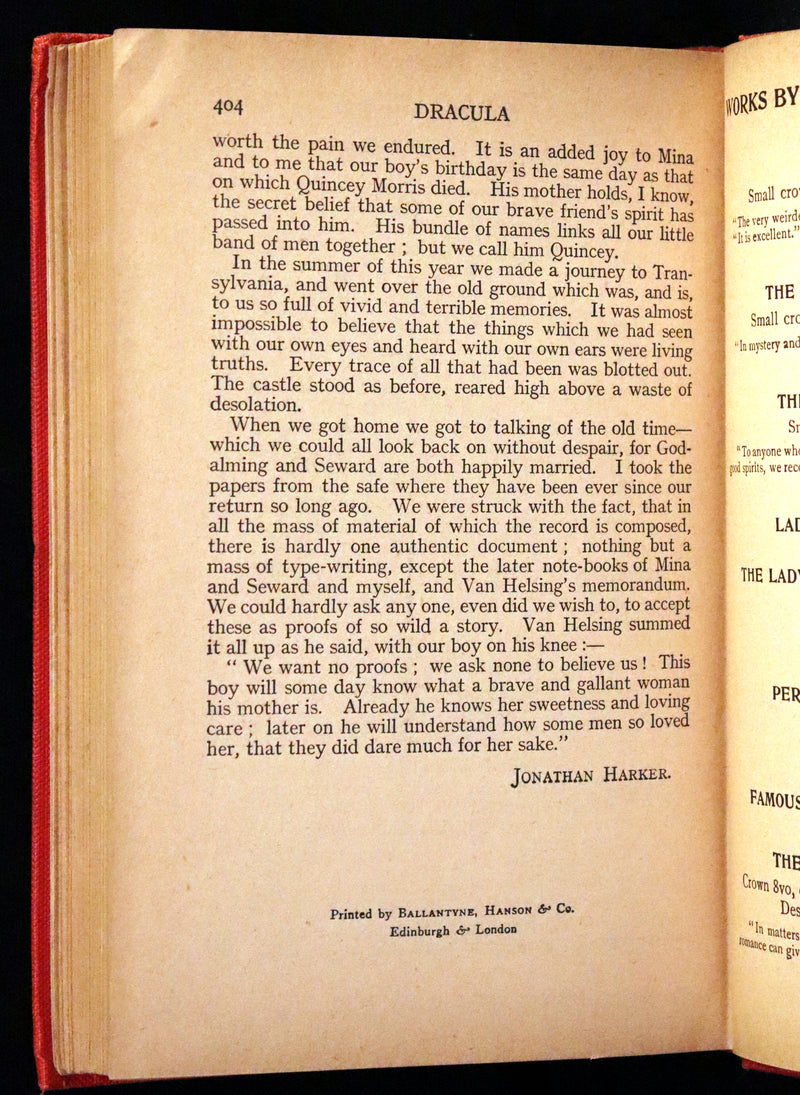 404
DRACULA
worth the pain we endured. It is an added joy to Mina
and to me that our boy's birthday is the same day as that
on which Quincey Morris died. His mother holds, I know,
the secret belief that some of our brave friend's spirit has
passed into him. His bundle of names links all our little
band of men together ; but we call him Quincey.
In the summer of this year we made a journey to Tran-
sylvania, and went over the old ground which was, and is,
to us so full of vivid and terrible memories. It was almost
impossible to believe that the things which we had seen
with our own eyes and heard with our own ears were living
truths. Every trace of all that had been was blotted out.
The castle stood as before, reared high above a waste of
desolation.
When we got home we got to talking of the old time—
which we could all look back on without despair, for God-
alming and Seward are both happily married. I took the
papers from the safe where they have been ever since our
return so long ago. We were struck with the fact, that in
all the mass of material of which the record is composed,
there is hardly one authentic document ; nothing but a
mass of type-writing, except the later note-books of Mina
and Seward and myself, and Van Helsing's memorandum.
We could hardly ask any one, even did we wish to, to accept
these as proofs of so wild a story. Van Helsing summed
it all up as he said, with our boy on his knee :—
“ We want no proofs ; we ask none to believe us ! This
boy will some day know what a brave and gallant woman
his mother is. Already he knows her sweetness and loving
care ; later on he will understand how some men so loved
her, that they did dare much for her sake.”
JONATHAN HARKER.
Printed by BALLANTYNE, HANSON & Co.
Edinburgh & London
WORKS BY
Small
"The very
"It is excellent."
THE
Small
"In mystery and
"To anyone
good spirits, we
THE
FAMOUS
THE
Crown 8vo,
"In matters
romance can